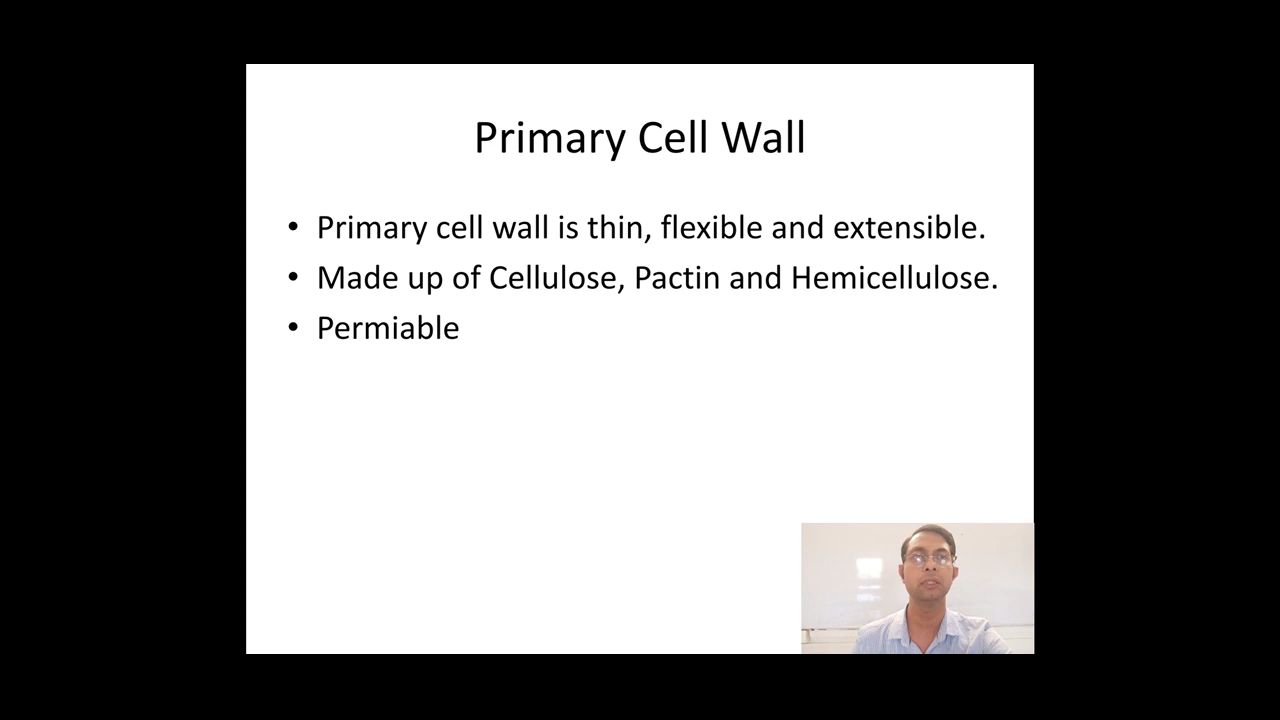 Primary Cell Wall
• Primary cell wall is thin, flexible and extensible.
• Made up of Cellulose, Pactin and Hemicellulose.
• Permiable